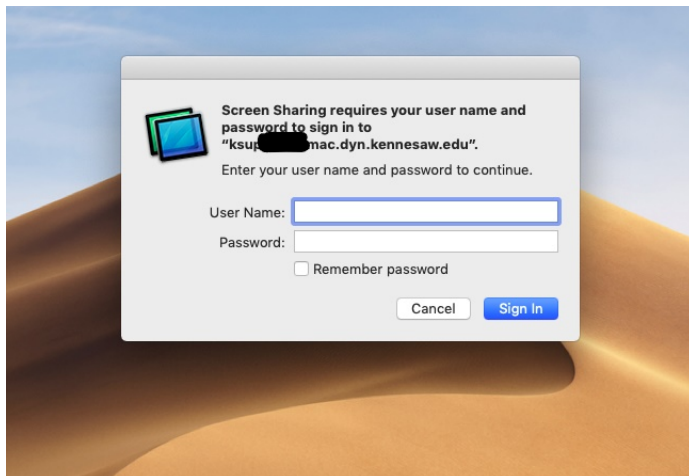 Screen Sharing requires your user name and
password to sign in to
“ksup mac.dyn.kennesaw.edu”.
Enter your user name and password to continue.
User Name:
Password:
Remember password
Cancel Sign In